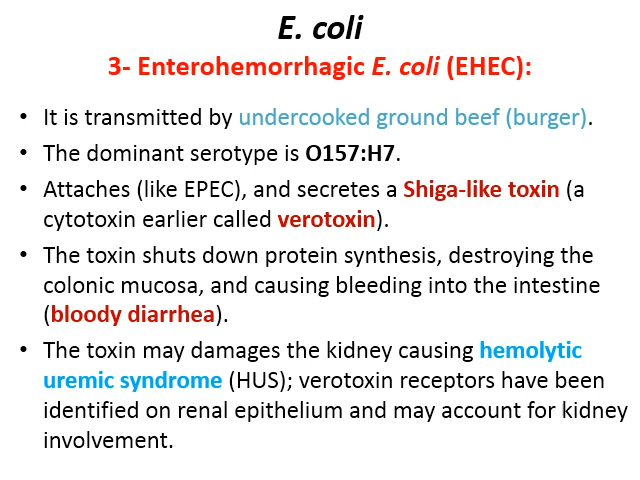 E. coli
3- Enterohemorrhagic E. coli (EHEC):
• It is transmitted by undercooked ground beef (burger).
• The dominant serotype is O157:H7.
• Attaches (like EPEC), and secretes a Shiga-like toxin (a
cytotoxin earlier called verotoxin).
• The toxin shuts down protein synthesis, destroying the
colonic mucosa, and causing bleeding into the intestine
(bloody diarrhea).
• The toxin may damages the kidney causing hemolytic
uremic syndrome (HUS); verotoxin receptors have been
identified on renal epithelium and may account for kidney
involvement.